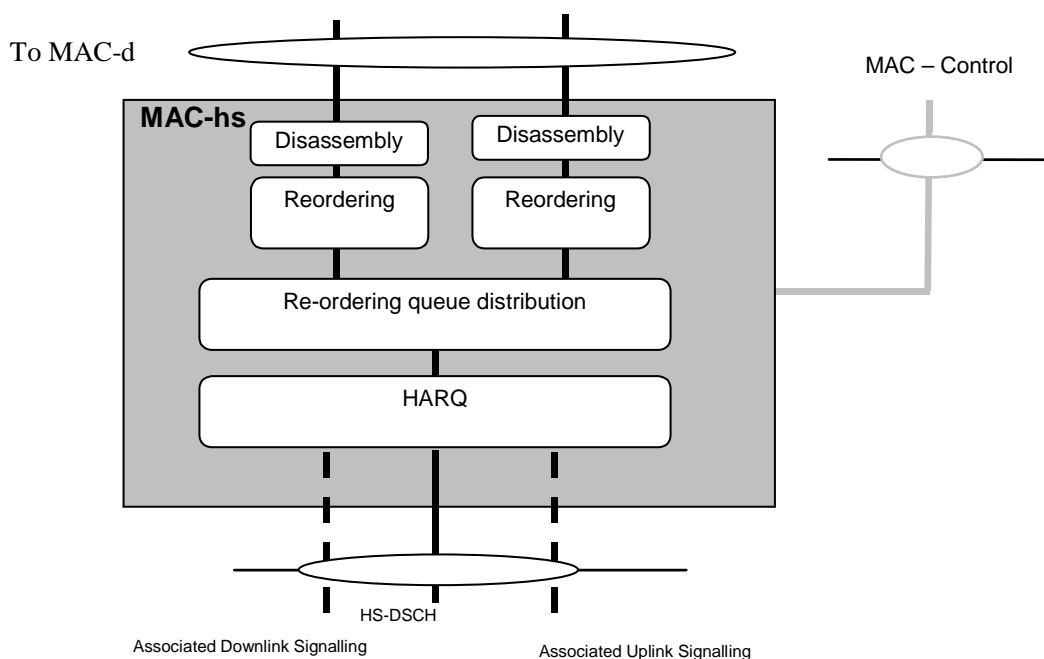 To MAC-d
MAC – Control
MAC-hs
Disassembly
Disassembly
Reordering
Reordering
Re-ordering queue distribution
HARQ
HS-DSCH
Associated Downlink Signalling
Associated Uplink Signalling